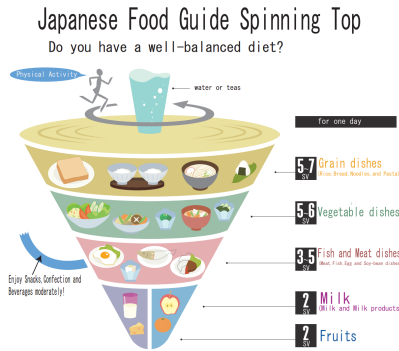 Japanese Food Guide Spinning Top
Do you have a well-balanced diet?
Physical Activity
water or teas
for one day
5~7 SV
Grain dishes
(Rice, Bread, Noodles, and Pasta)
5~6 SV
Vegetable dishes
3~5 SV
Fish and Meat dishes
(Meat, Fish, Egg and Soy-bean dishes)
Enjoy Snacks, Confection and
Beverages moderately!
2 SV
Milk
(Milk and Milk products)
2 SV
Fruits